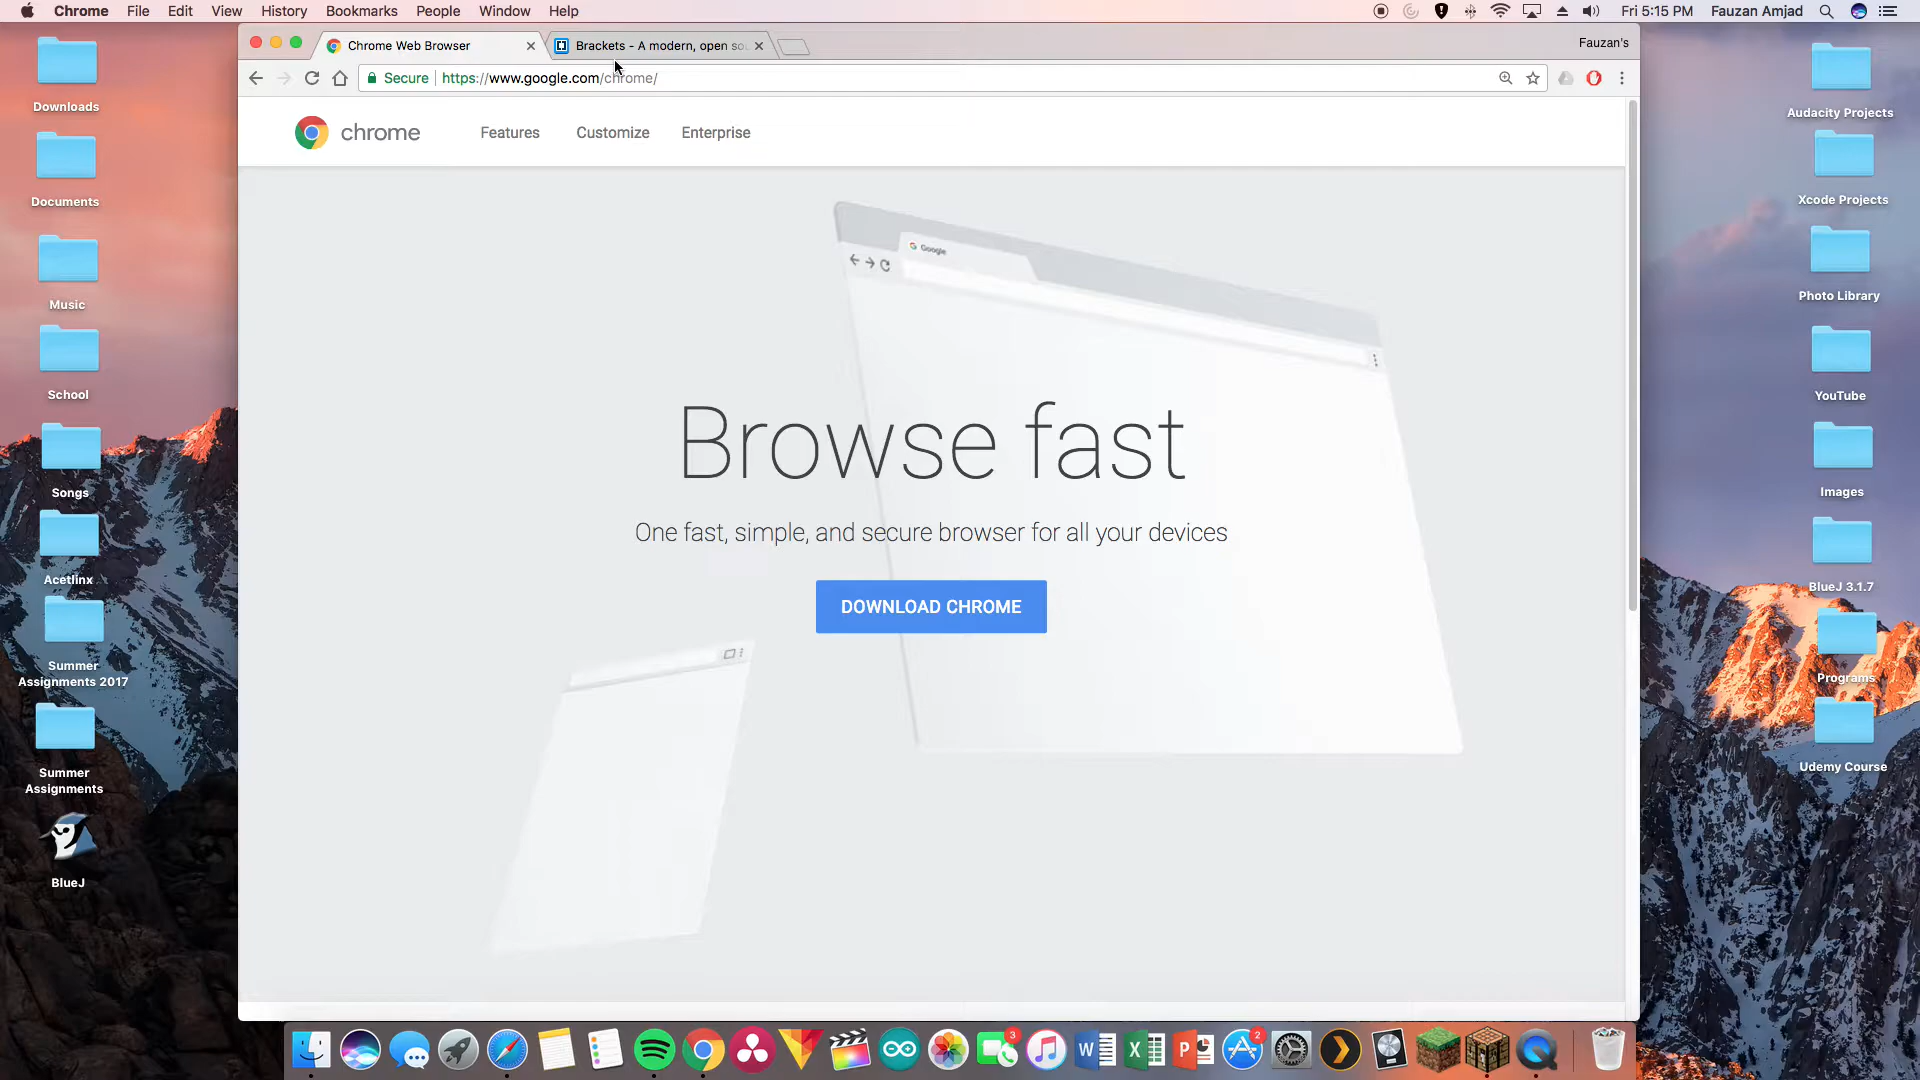 Chrome File Edit View History Bookmarks People Window Help Fri 5:15 PM Fauzan Amjad
Chrome Web Browser Brackets - A modern, open so Fauzan's
Secure https://www.google.com/chrome/
chrome Features Customize Enterprise
Google
Browse fast
One fast, simple, and secure browser for all your devices
DOWNLOAD CHROME
Downloads
Documents
Music
School
Songs
Acetlinx
Summer
Assignments 2017
Summer
Assignments
BlueJ
Audacity Projects
Xcode Projects
Photo Library
YouTube
Images
BlueJ 3.1.7
Programs
Udemy Course
3
2